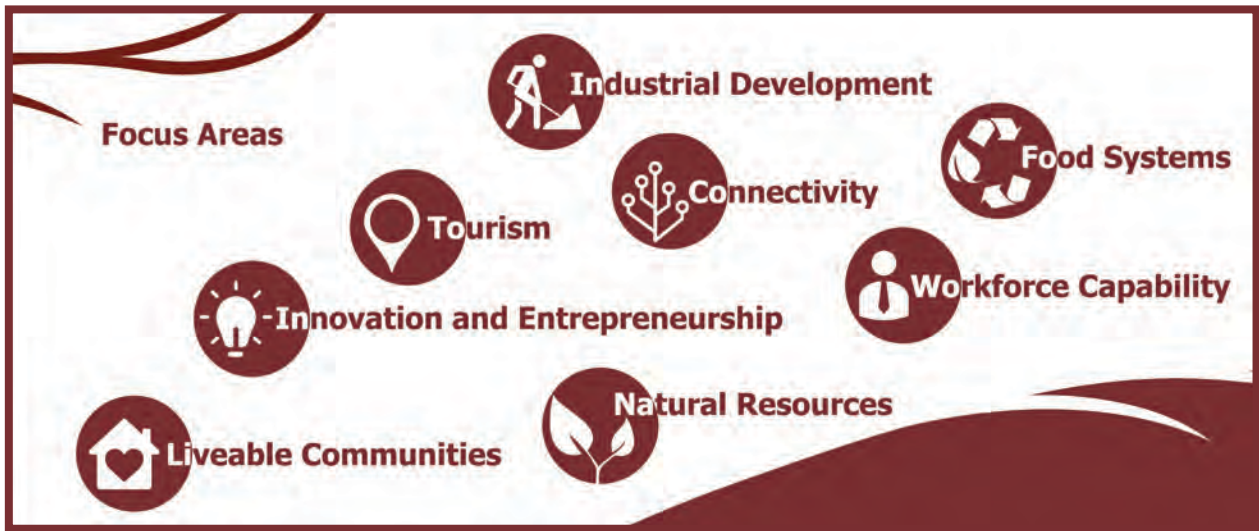 Focus Areas
Industrial Development
Food Systems
Connectivity
Tourism
Workforce Capability
Innovation and Entrepreneurship
Natural Resources
Liveable Communities